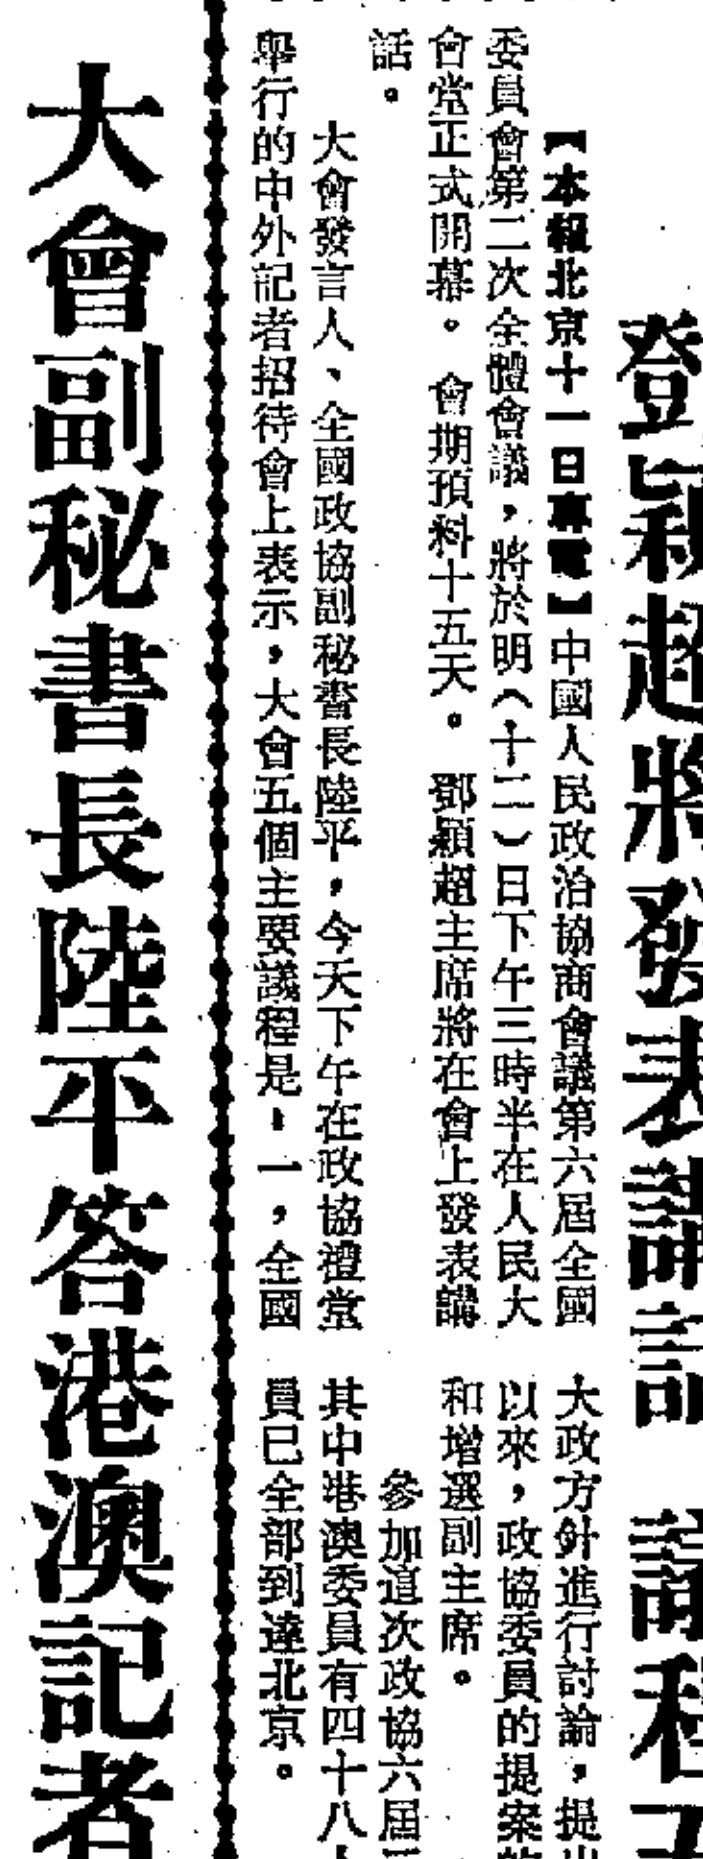 鄧穎超將發表講話 議程五
【本報北京十一日專電】中國人民政治協商會議第六屆全國
委員會第二次全體會議，將於明（十二）日下午三時半在人民大
會堂正式開幕。會期預料十五天。鄧穎超主席將在會上發表講
話。
大會發言人、全國政協副秘書長陸平，今天下午在政協禮堂
舉行的中外記者招待會上表示，大會五個主要議程是：一，全國
大政方針進行討論，提出
以來，政協委員的提案
和增選副主席。
參加這次政協六屆
其中港澳委員有四十八
員已全部到達北京。
大會副秘書長陸平答港澳記者